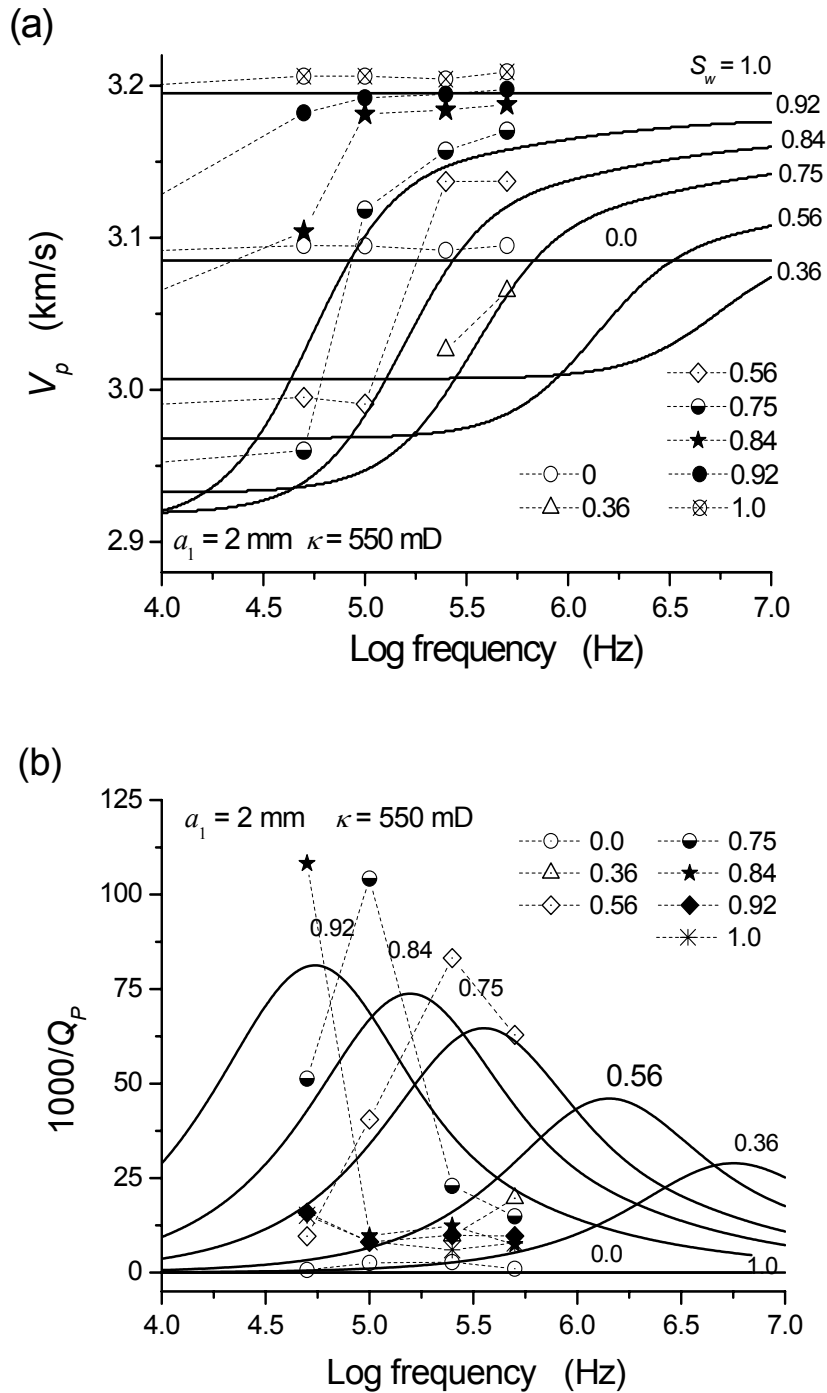 (a)
3.2
3.1
3.0
2.9
V_p (km/s)
S_w = 1.0
0.92
0.84
0.75
0.56
0.36
0.0
0.56
0.75
0.84
0 0.92
0.36 1.0
a_1 = 2 mm κ = 550 mD
4.0 4.5 5.0 5.5 6.0 6.5 7.0
Log frequency (Hz)
(b)
125
100
75
50
25
0
1000/Q_P
a_1 = 2 mm κ = 550 mD
0.0 0.75
0.36 0.84
0.56 0.92
1.0
0.92
0.84
0.75
0.56
0.36
0.0
1.0
4.0 4.5 5.0 5.5 6.0 6.5 7.0
Log frequency (Hz)